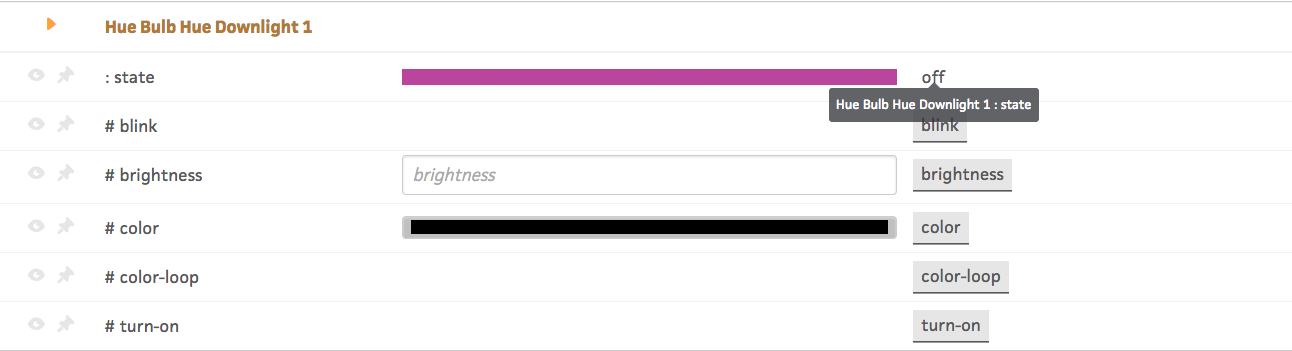 Hue Bulb Hue Downlight 1
: state off
Hue Bulb Hue Downlight 1 : state
# blink blink
# brightness brightness brightness
# color color
# color-loop color-loop
# turn-on turn-on